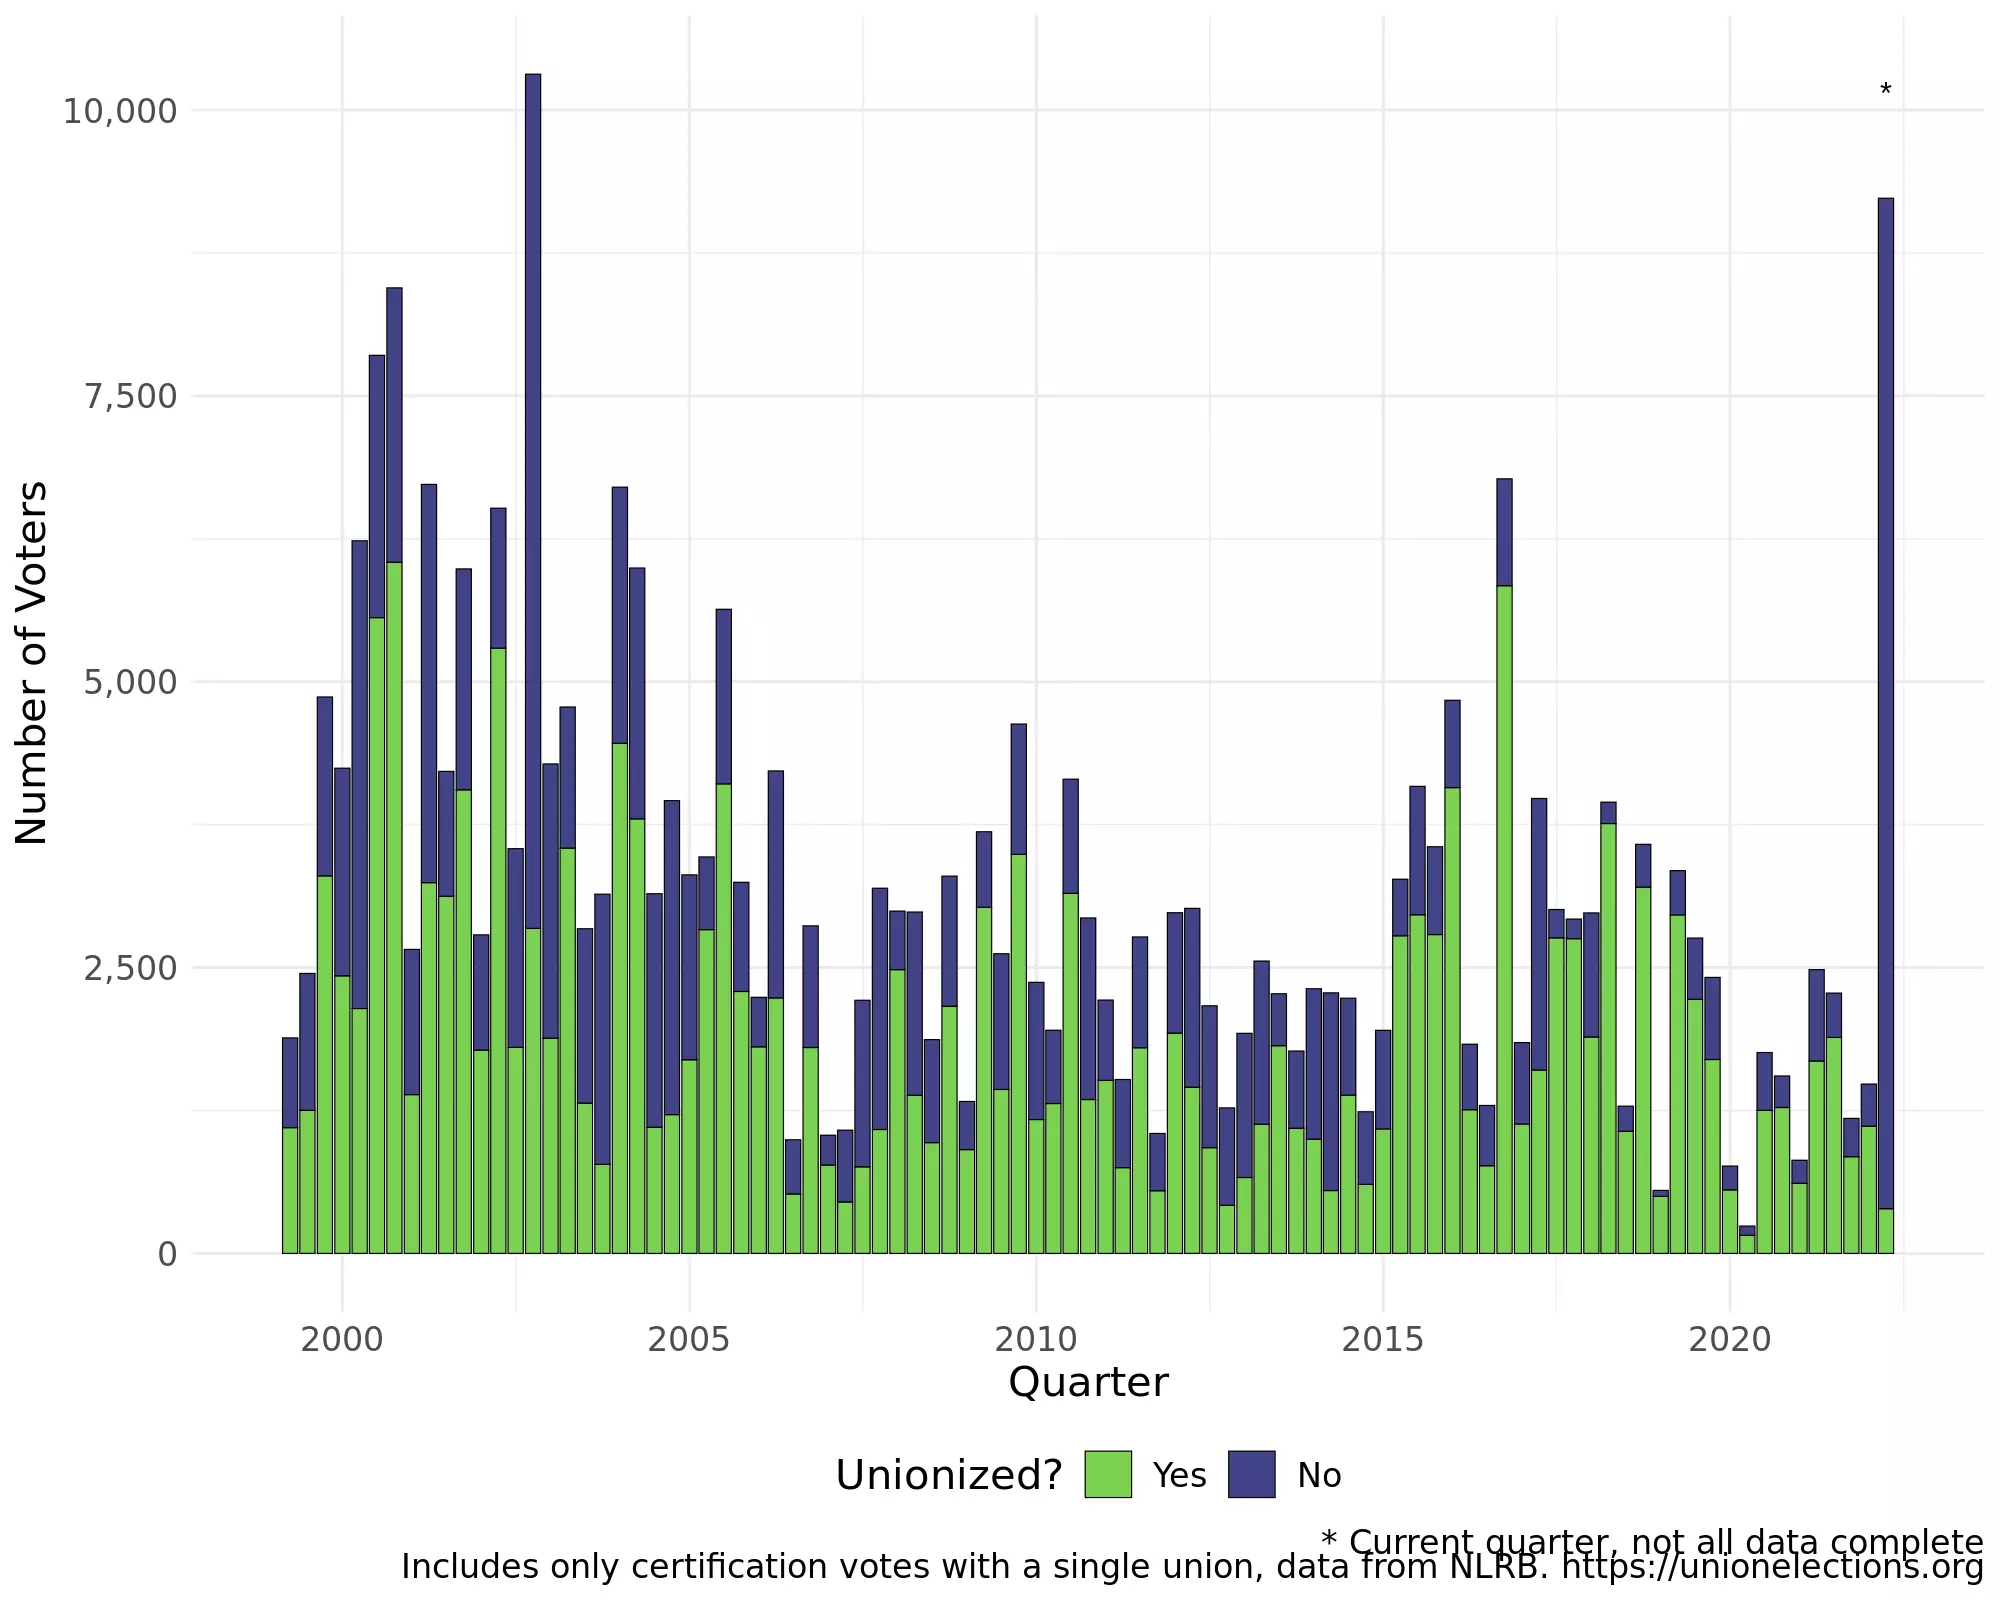 *
10,000
7,500
5,000
2,500
0
Number of Voters
2000 2005 2010 2015 2020
Quarter
Unionized? Yes No
* Current quarter, not all data complete
Includes only certification votes with a single union, data from NLRB. https://unionelections.org